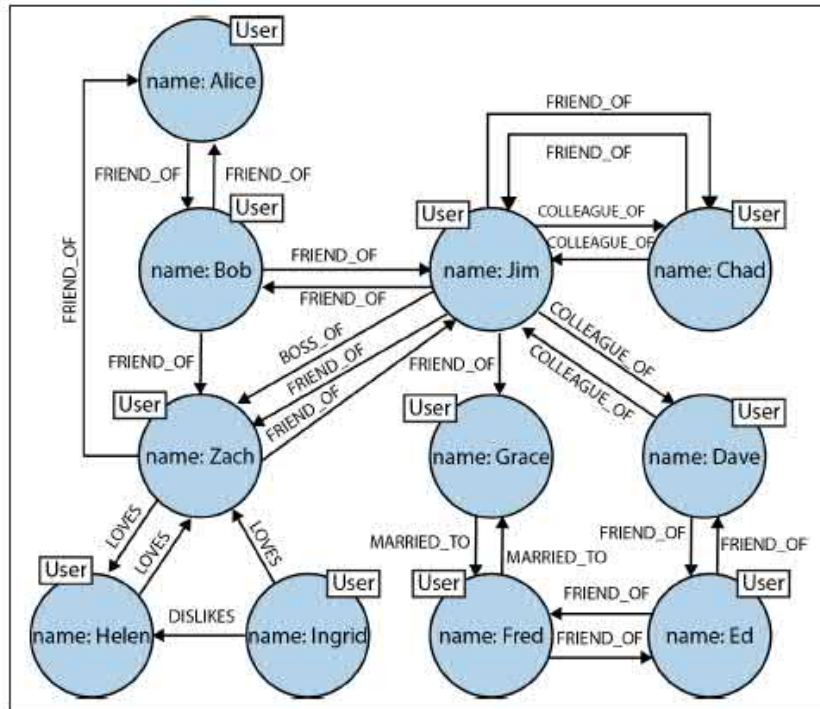 User
name: Alice
FRIEND_OF
FRIEND_OF
FRIEND_OF
FRIEND_OF
FRIEND_OF
User
User
User
COLLEAGUE_OF
COLLEAGUE_OF
name: Bob
FRIEND_OF
name: Jim
name: Chad
FRIEND_OF
FRIEND_OF
BOSS_OF
FRIEND_OF
FRIEND_OF
FRIEND_OF
COLLEAGUE_OF
COLLEAGUE_OF
User
User
User
name: Zach
name: Grace
name: Dave
LOVES
LOVES
LOVES
MARRIED_TO
MARRIED_TO
FRIEND_OF
FRIEND_OF
User
User
User
User
DISLIKES
FRIEND_OF
name: Helen
name: Ingrid
name: Fred
FRIEND_OF
name: Ed